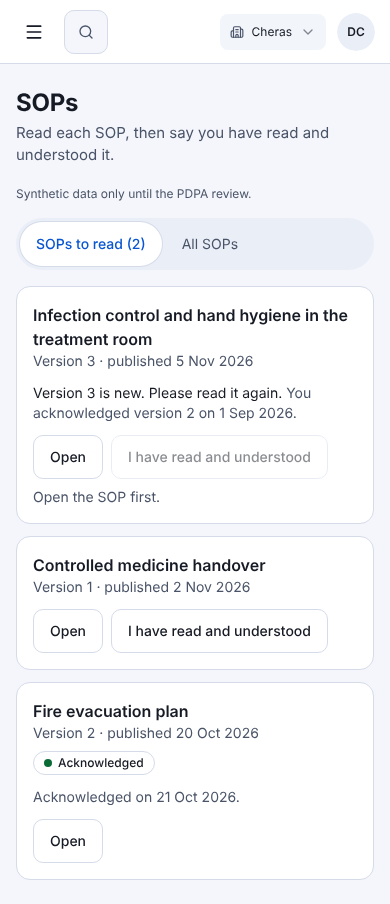 Cheras
DC
SOPs
Read each SOP, then say you have read and
understood it.
Synthetic data only until the PDPA review.
SOPs to read (2)
All SOPs
Infection control and hand hygiene in the
treatment room
Version 3 · published 5 Nov 2026
Version 3 is new. Please read it again. You
acknowledged version 2 on 1 Sep 2026.
Open
I have read and understood
Open the SOP first.
Controlled medicine handover
Version 1 · published 2 Nov 2026
Open
I have read and understood
Fire evacuation plan
Version 2 · published 20 Oct 2026
Acknowledged
Acknowledged on 21 Oct 2026.
Open